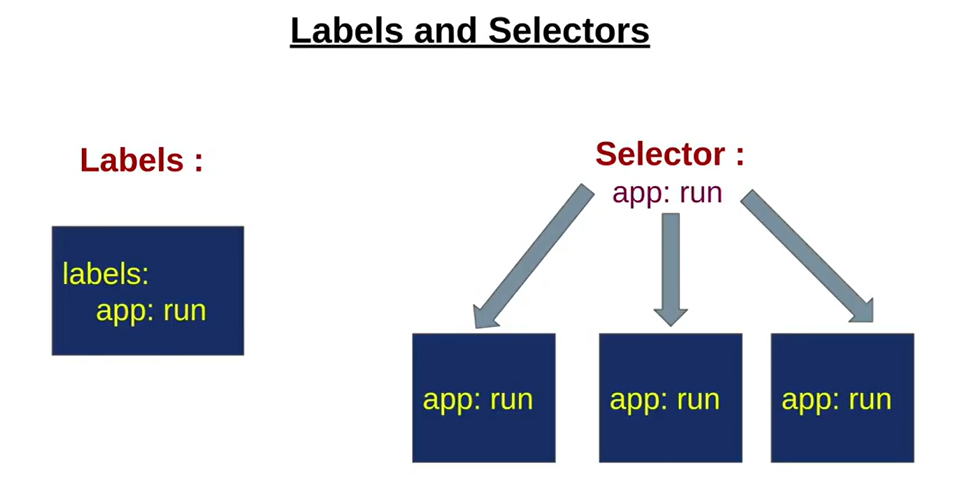 Labels and Selectors
Labels :
labels:
app: run
Selector :
app: run
app: run
app: run
app: run